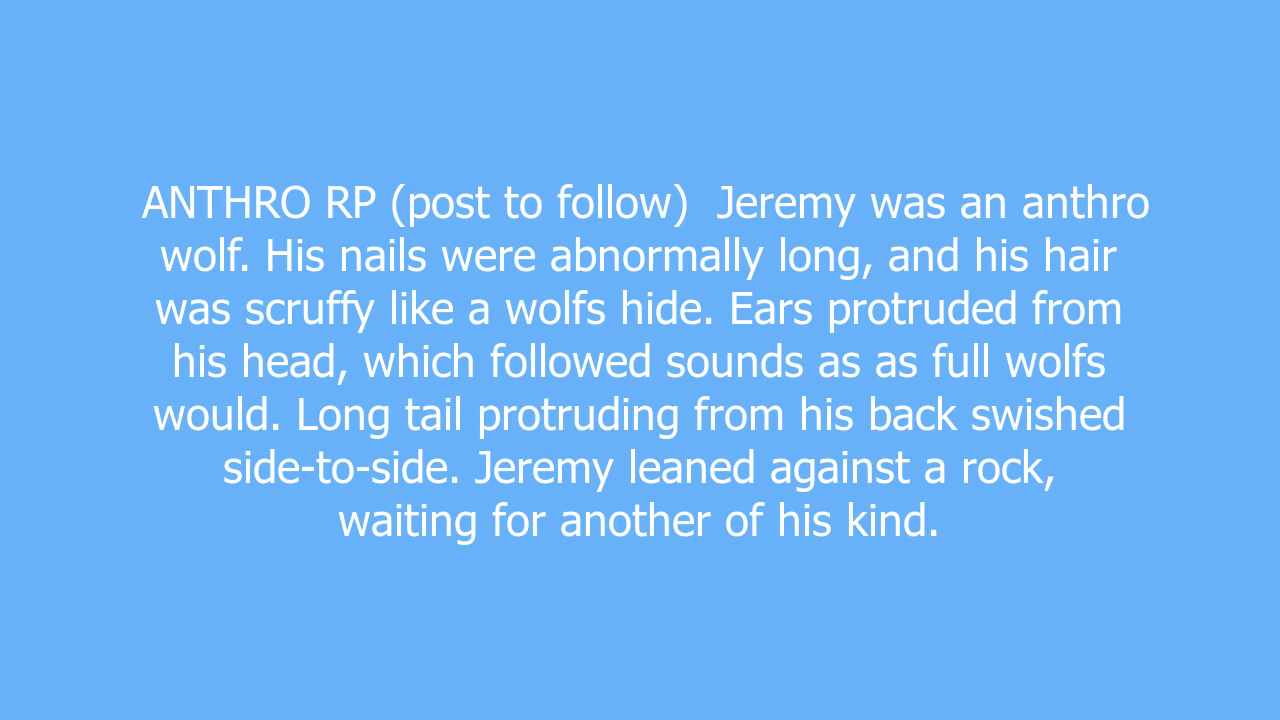 ANTHRO RP (post to follow)  Jeremy was an anthro
wolf. His nails were abnormally long, and his hair
was scruffy like a wolfs hide. Ears protruded from
his head, which followed sounds as as full wolfs
would. Long tail protruding from his back swished
side-to-side. Jeremy leaned against a rock,
waiting for another of his kind.